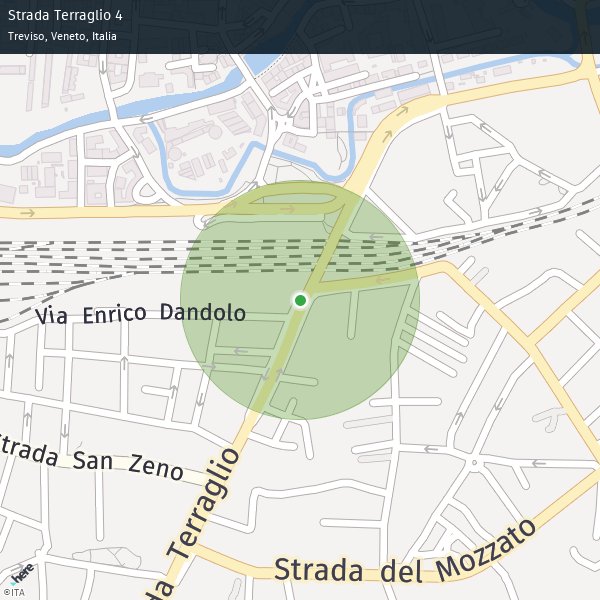 Strada Terraglio 4
Treviso, Veneto, Italia
Via Enrico Dandolo
trada San Zeno
da Terraglio
Strada del Mozzato
here
©ITA